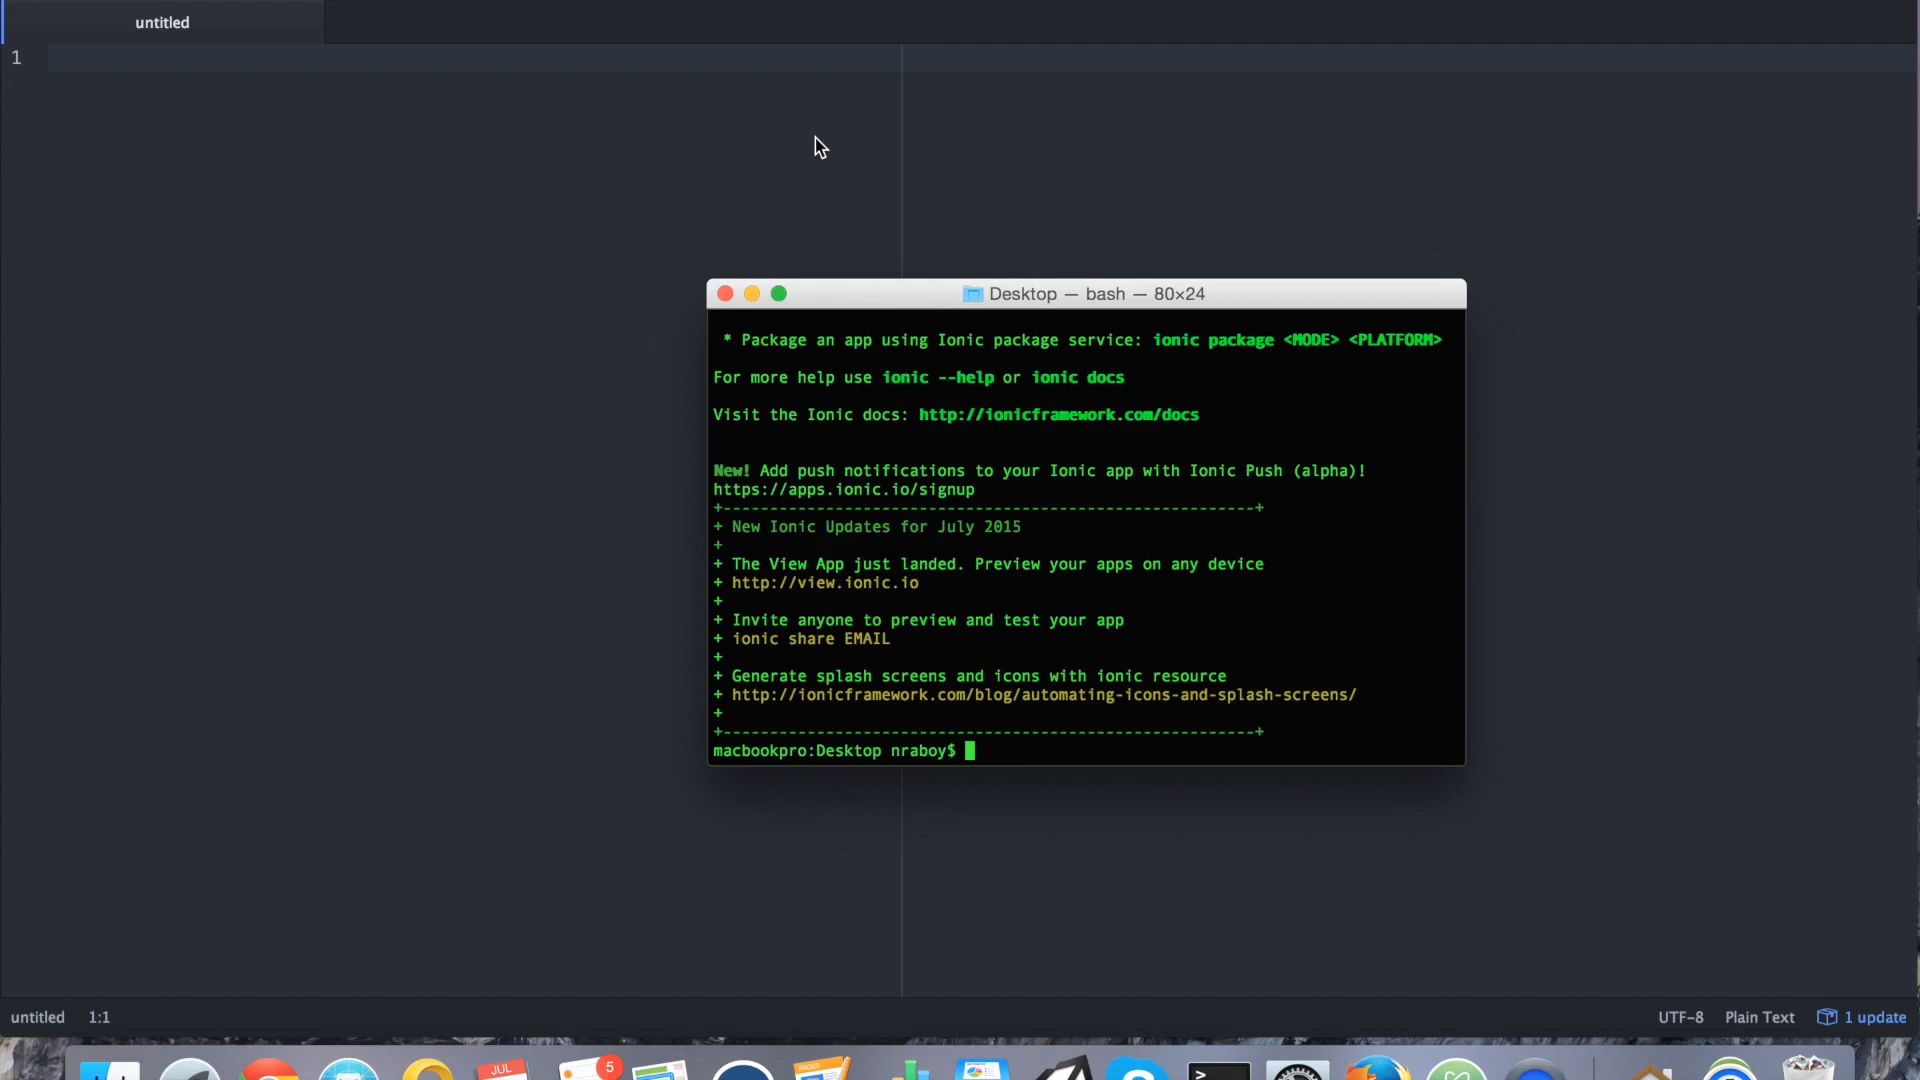 untitled
1
Desktop — bash — 80×24
* Package an app using Ionic package service: ionic package <MODE> <PLATFORM>
For more help use ionic --help or ionic docs
Visit the Ionic docs: http://ionicframework.com/docs
New! Add push notifications to your Ionic app with Ionic Push (alpha)!
https://apps.ionic.io/signup
+---------------------------------------------------------+
+ New Ionic Updates for July 2015
+
+ The View App just landed. Preview your apps on any device
+ http://view.ionic.io
+
+ Invite anyone to preview and test your app
+ ionic share EMAIL
+
+ Generate splash screens and icons with ionic resource
+ http://ionicframework.com/blog/automating-icons-and-splash-screens/
+
+---------------------------------------------------------+
macbookpro:Desktop nraboy$
untitled 1:1
UTF-8 Plain Text 1 update
JUL
5
PAGES